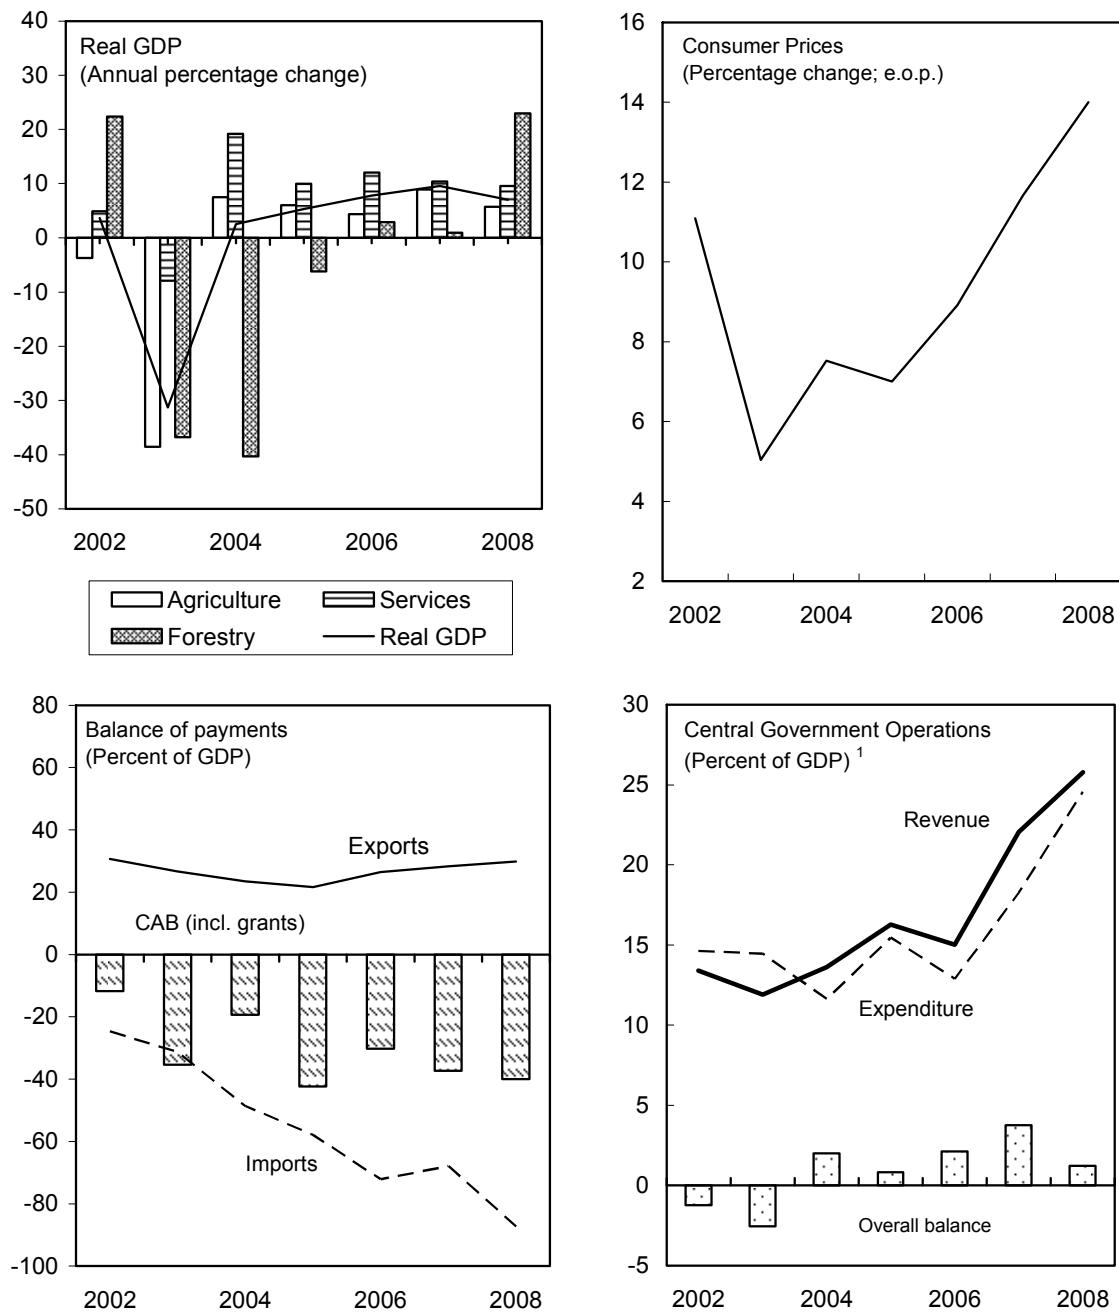 Real GDP
(Annual percentage change)
40
30
20
10
0
-10
-20
-30
-40
-50
2002
2004
2006
2008
Agriculture
Services
Forestry
Real GDP
Consumer Prices
(Percentage change; e.o.p.)
16
14
12
10
8
6
4
2
2002
2004
2006
2008
Balance of payments
(Percent of GDP)
80
60
40
20
0
-20
-40
-60
-80
-100
Exports
CAB (incl. grants)
Imports
2002
2004
2006
2008
Central Government Operations
(Percent of GDP) 1
30
25
20
15
10
5
0
-5
Revenue
Expenditure
Overall balance
2002
2004
2006
2008